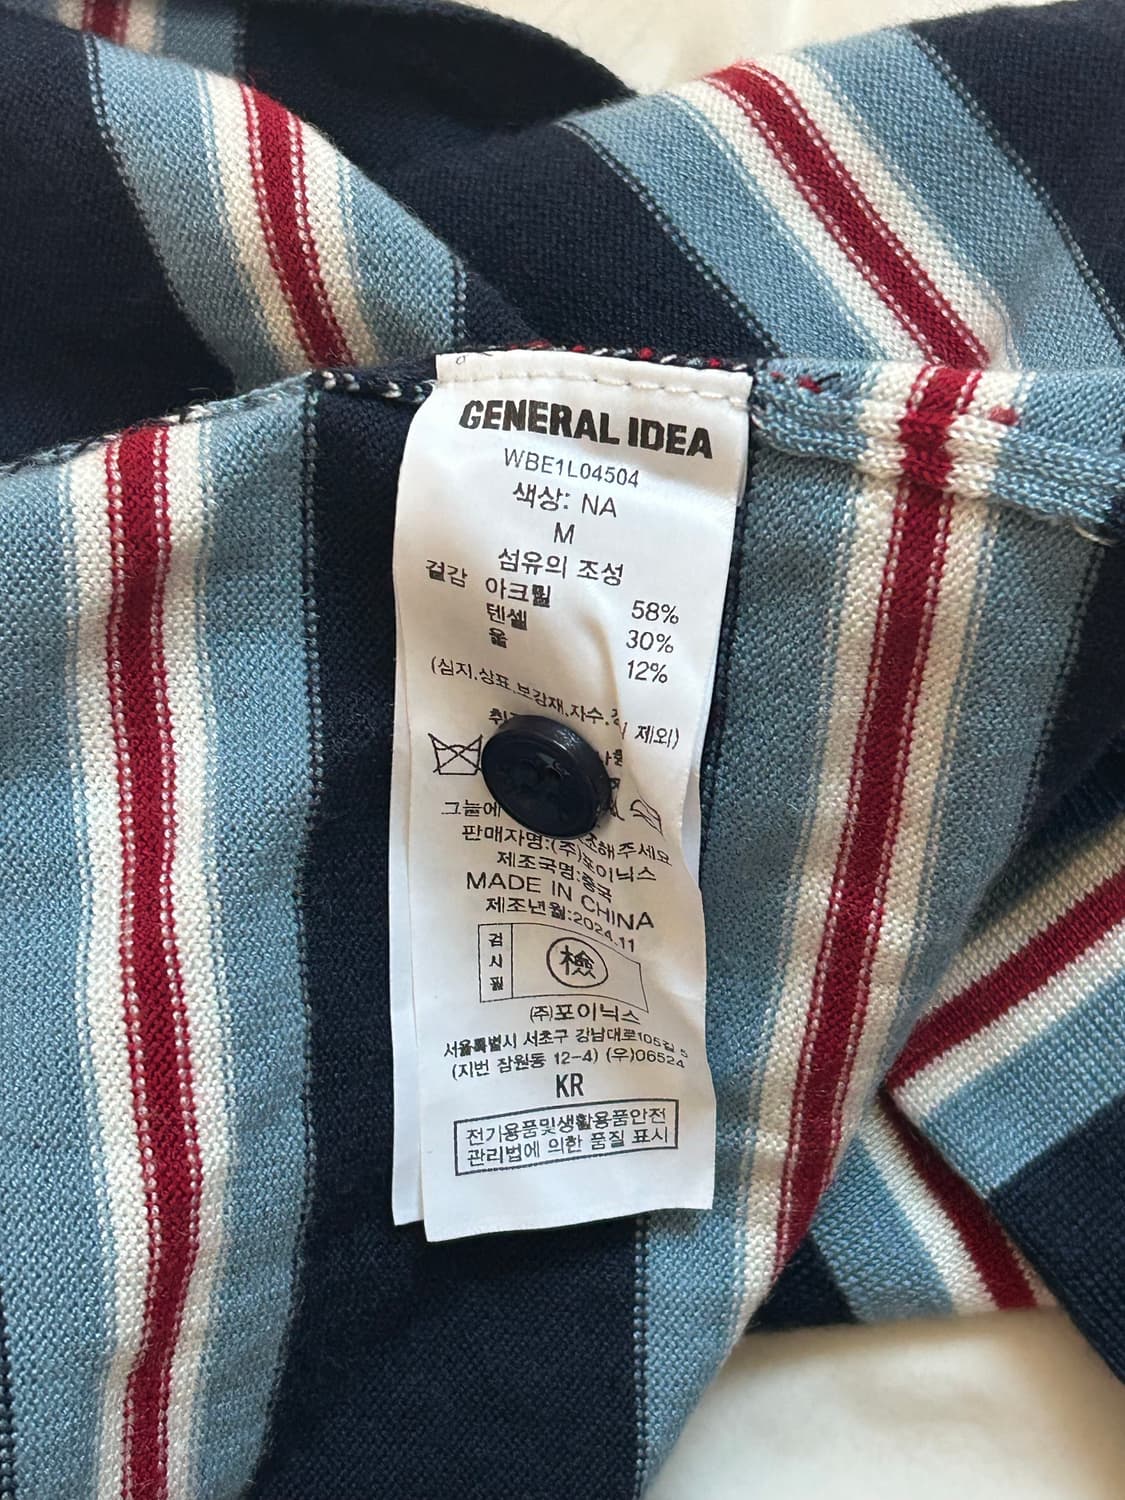 GENERAL IDEA
WBE1L04504
색상: NA
M
섬유의 조성
겉감 아크릴 58%
텐셀 30%
울 12%
(심지.상표.보강재.자수. 제외)
그늘에
조해주세요
판매자명:(주)포이닉스
제조국명:중국
MADE IN CHINA
제조년월:2024.11
검시필
檢
(주)포이닉스
서울특별시 서초구 강남대로105길 5
(지번 잠원동 12-4) (우)06524
KR
전기용품및생활용품안전
관리법에 의한 품질 표시